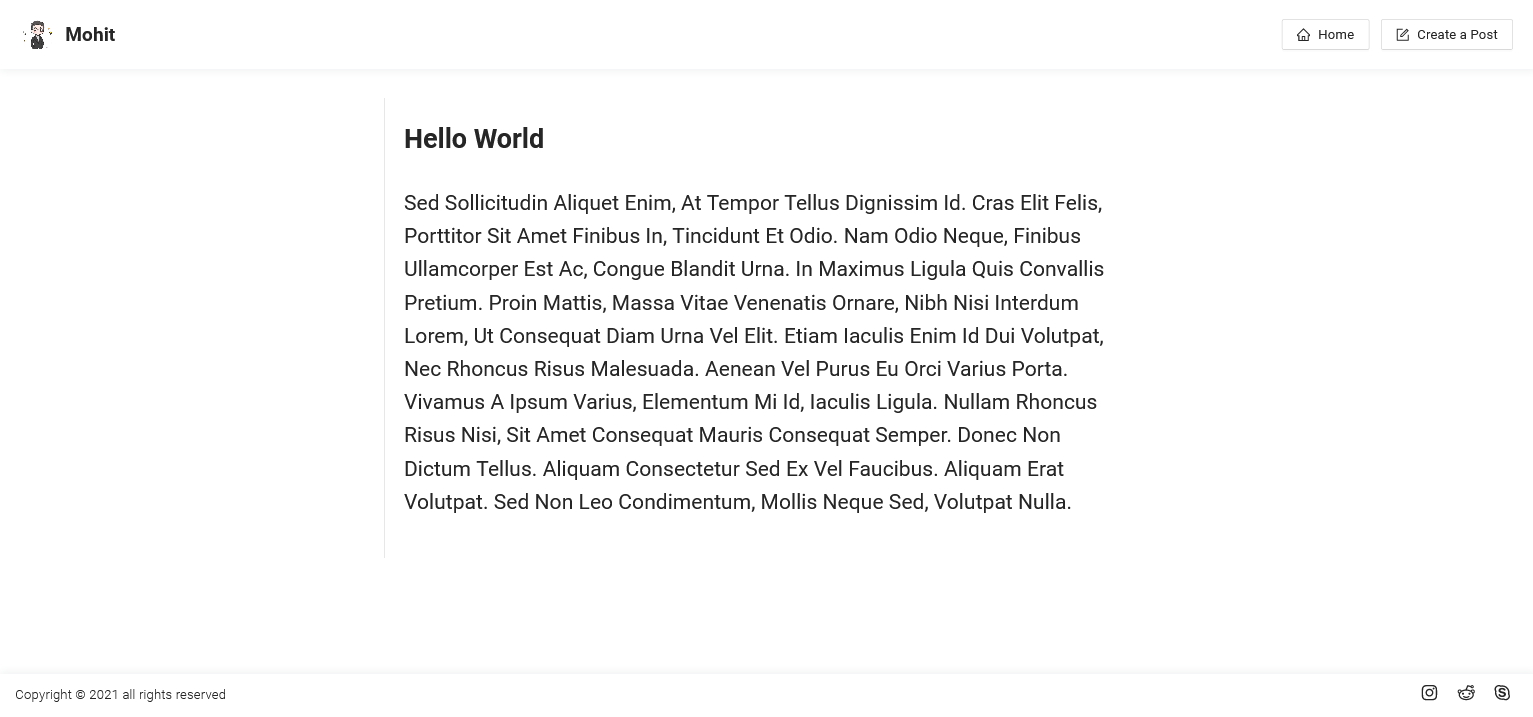 Mohit
Home
Create a Post
Hello World
Sed Sollicitudin Aliquet Enim, At Tempor Tellus Dignissim Id. Cras Elit Felis,
Porttitor Sit Amet Finibus In, Tincidunt Et Odio. Nam Odio Neque, Finibus
Ullamcorper Est Ac, Congue Blandit Urna. In Maximus Ligula Quis Convallis
Pretium. Proin Mattis, Massa Vitae Venenatis Ornare, Nibh Nisi Interdum
Lorem, Ut Consequat Diam Urna Vel Elit. Etiam Iaculis Enim Id Dui Volutpat,
Nec Rhoncus Risus Malesuada. Aenean Vel Purus Eu Orci Varius Porta.
Vivamus A Ipsum Varius, Elementum Mi Id, Iaculis Ligula. Nullam Rhoncus
Risus Nisi, Sit Amet Consequat Mauris Consequat Semper. Donec Non
Dictum Tellus. Aliquam Consectetur Sed Ex Vel Faucibus. Aliquam Erat
Volutpat. Sed Non Leo Condimentum, Mollis Neque Sed, Volutpat Nulla.
Copyright © 2021 all rights reserved